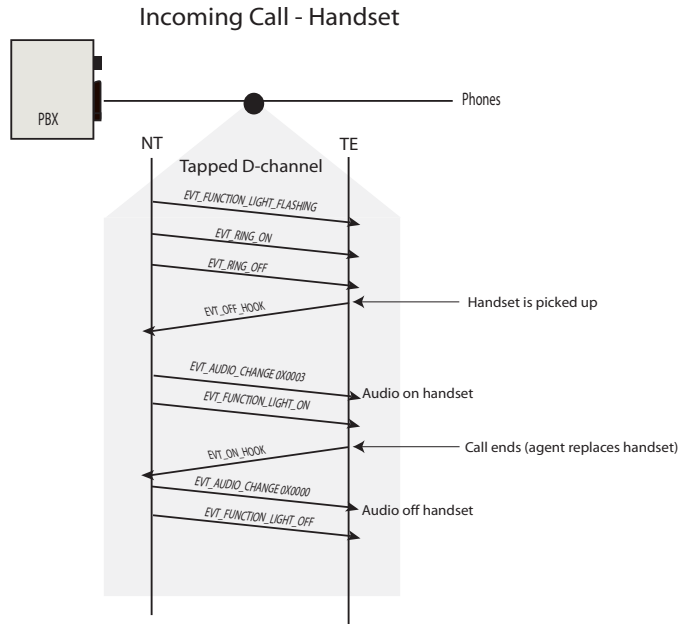 Incoming Call - Handset
PBX
Phones
NT
TE
Tapped D-channel
EVT_FUNCTION_LIGHT_FLASHING
EVT_RING_ON
EVT_RING_OFF
EVT_OFF_HOOK
Handset is picked up
EVT_AUDIO_CHANGE 0X0003
Audio on handset
EVT_FUNCTION_LIGHT_ON
EVT_ON_HOOK
Call ends (agent replaces handset)
EVT_AUDIO_CHANGE 0X0000
Audio off handset
EVT_FUNCTION_LIGHT_OFF